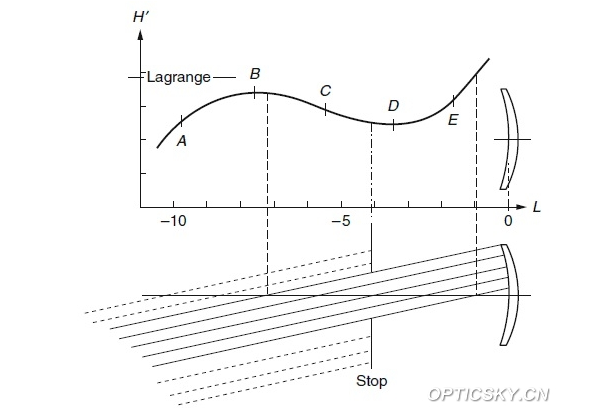 H′
Lagrange
A
B
C
D
E
−10
−5
0
L
Stop
OPTICSKY.CN